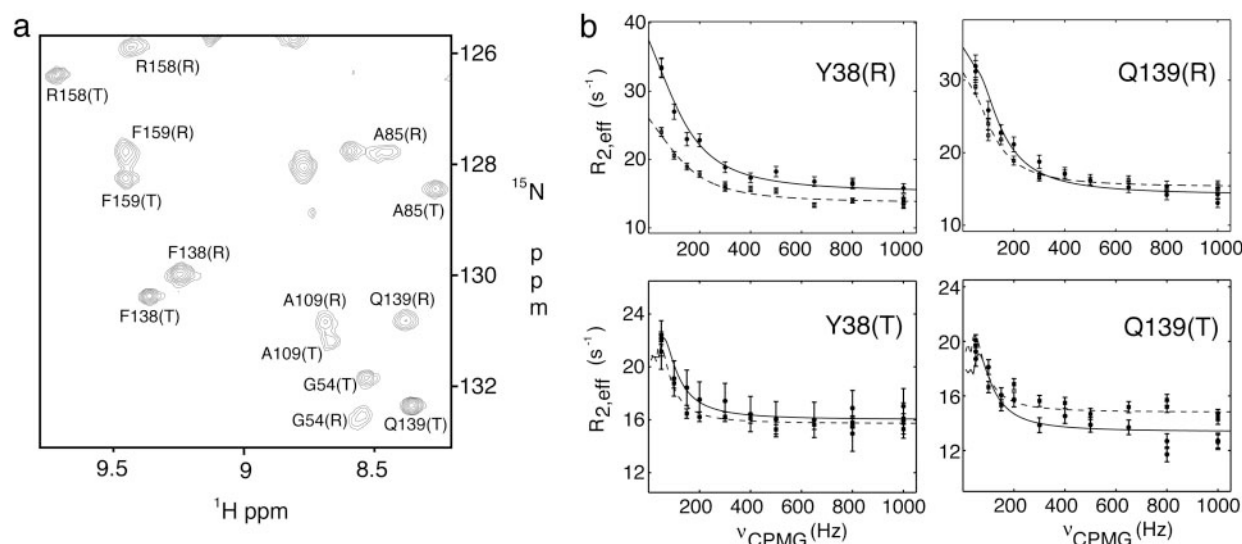 a
R158(R)
R158(T)
F159(R)
F159(T)
A85(R)
A85(T)
F138(R)
F138(T)
A109(R)
A109(T)
Q139(R)
G54(T)
G54(R)
Q139(T)
126
128
130
132
15N
p
p
m
9.5
9
8.5
1H ppm
b
Y38(R)
40
30
20
10
R2,eff (s-1)
200
400
600
800
1000
Q139(R)
40
30
20
10
200
400
600
800
1000
Y38(T)
24
20
16
12
R2,eff (s-1)
200
400
600
800
1000
νCPMG (Hz)
Q139(T)
24
20
16
12
200
400
600
800
1000
νCPMG (Hz)